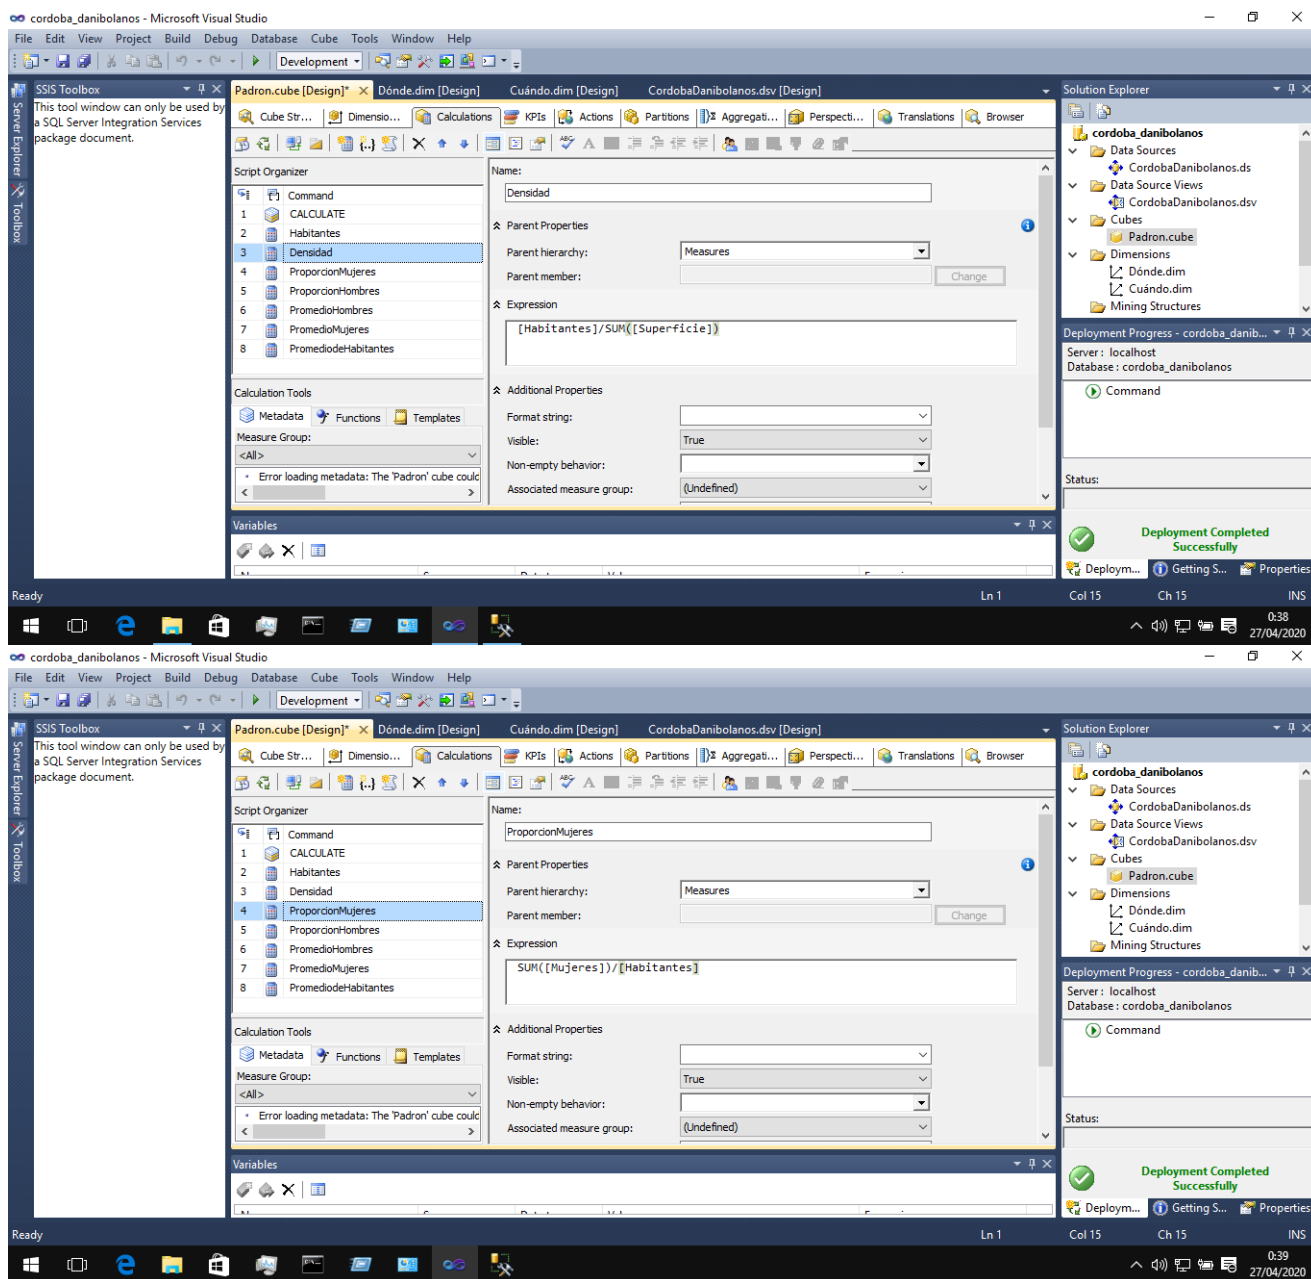 cordoba_danibolanos - Microsoft Visual Studio
File Edit View Project Build Debug Database Cube Tools Window Help
Development
SSIS Toolbox
Padron.cube [Design]* Dónde.dim [Design] Cuándo.dim [Design] CordobaDanibolanos.dsv [Design]
Solution Explorer
Server Explorer
Toolbox
This tool window can only be used by
a SQL Server Integration Services
package document.
Cube Str... Dimensio... Calculations KPIs Actions Partitions Aggregati... Perspecti... Translations Browser
Script Organizer
Command
1 CALCULATE
2 Habitantes
3 Densidad
4 ProporcionMujeres
5 ProporcionHombres
6 PromedioHombres
7 PromedioMujeres
8 PromediodeHabitantes
Calculation Tools
Metadata Functions Templates
Measure Group:
<All>
Error loading metadata: The 'Padron' cube could
Name:
Densidad
Parent Properties
Parent hierarchy: Measures
Parent member: Change
Expression
[Habitantes]/SUM([Superficie])
Additional Properties
Format string:
Visible: True
Non-empty behavior:
Associated measure group: (Undefined)
cordoba_danibolanos
Data Sources
CordobaDanibolanos.ds
Data Source Views
CordobaDanibolanos.dsv
Cubes
Padron.cube
Dimensions
Dónde.dim
Cuándo.dim
Mining Structures
Deployment Progress - cordoba_danib...
Server : localhost
Database : cordoba_danibolanos
Command
Status:
Deployment Completed
Successfully
Deploym... Getting S... Properties
Variables
Ready Ln 1 Col 15 Ch 15 INS
0:38
27/04/2020
cordoba_danibolanos - Microsoft Visual Studio
File Edit View Project Build Debug Database Cube Tools Window Help
Development
SSIS Toolbox
Padron.cube [Design]* Dónde.dim [Design] Cuándo.dim [Design] CordobaDanibolanos.dsv [Design]
Solution Explorer
Server Explorer
Toolbox
This tool window can only be used by
a SQL Server Integration Services
package document.
Cube Str... Dimensio... Calculations KPIs Actions Partitions Aggregati... Perspecti... Translations Browser
Script Organizer
Command
1 CALCULATE
2 Habitantes
3 Densidad
4 ProporcionMujeres
5 ProporcionHombres
6 PromedioHombres
7 PromedioMujeres
8 PromediodeHabitantes
Calculation Tools
Metadata Functions Templates
Measure Group:
<All>
Error loading metadata: The 'Padron' cube could
Name:
ProporcionMujeres
Parent Properties
Parent hierarchy: Measures
Parent member: Change
Expression
SUM([Mujeres])/[Habitantes]
Additional Properties
Format string:
Visible: True
Non-empty behavior:
Associated measure group: (Undefined)
cordoba_danibolanos
Data Sources
CordobaDanibolanos.ds
Data Source Views
CordobaDanibolanos.dsv
Cubes
Padron.cube
Dimensions
Dónde.dim
Cuándo.dim
Mining Structures
Deployment Progress - cordoba_danib...
Server : localhost
Database : cordoba_danibolanos
Command
Status:
Deployment Completed
Successfully
Deploym... Getting S... Properties
Variables
Ready Ln 1 Col 15 Ch 15 INS
0:39
27/04/2020